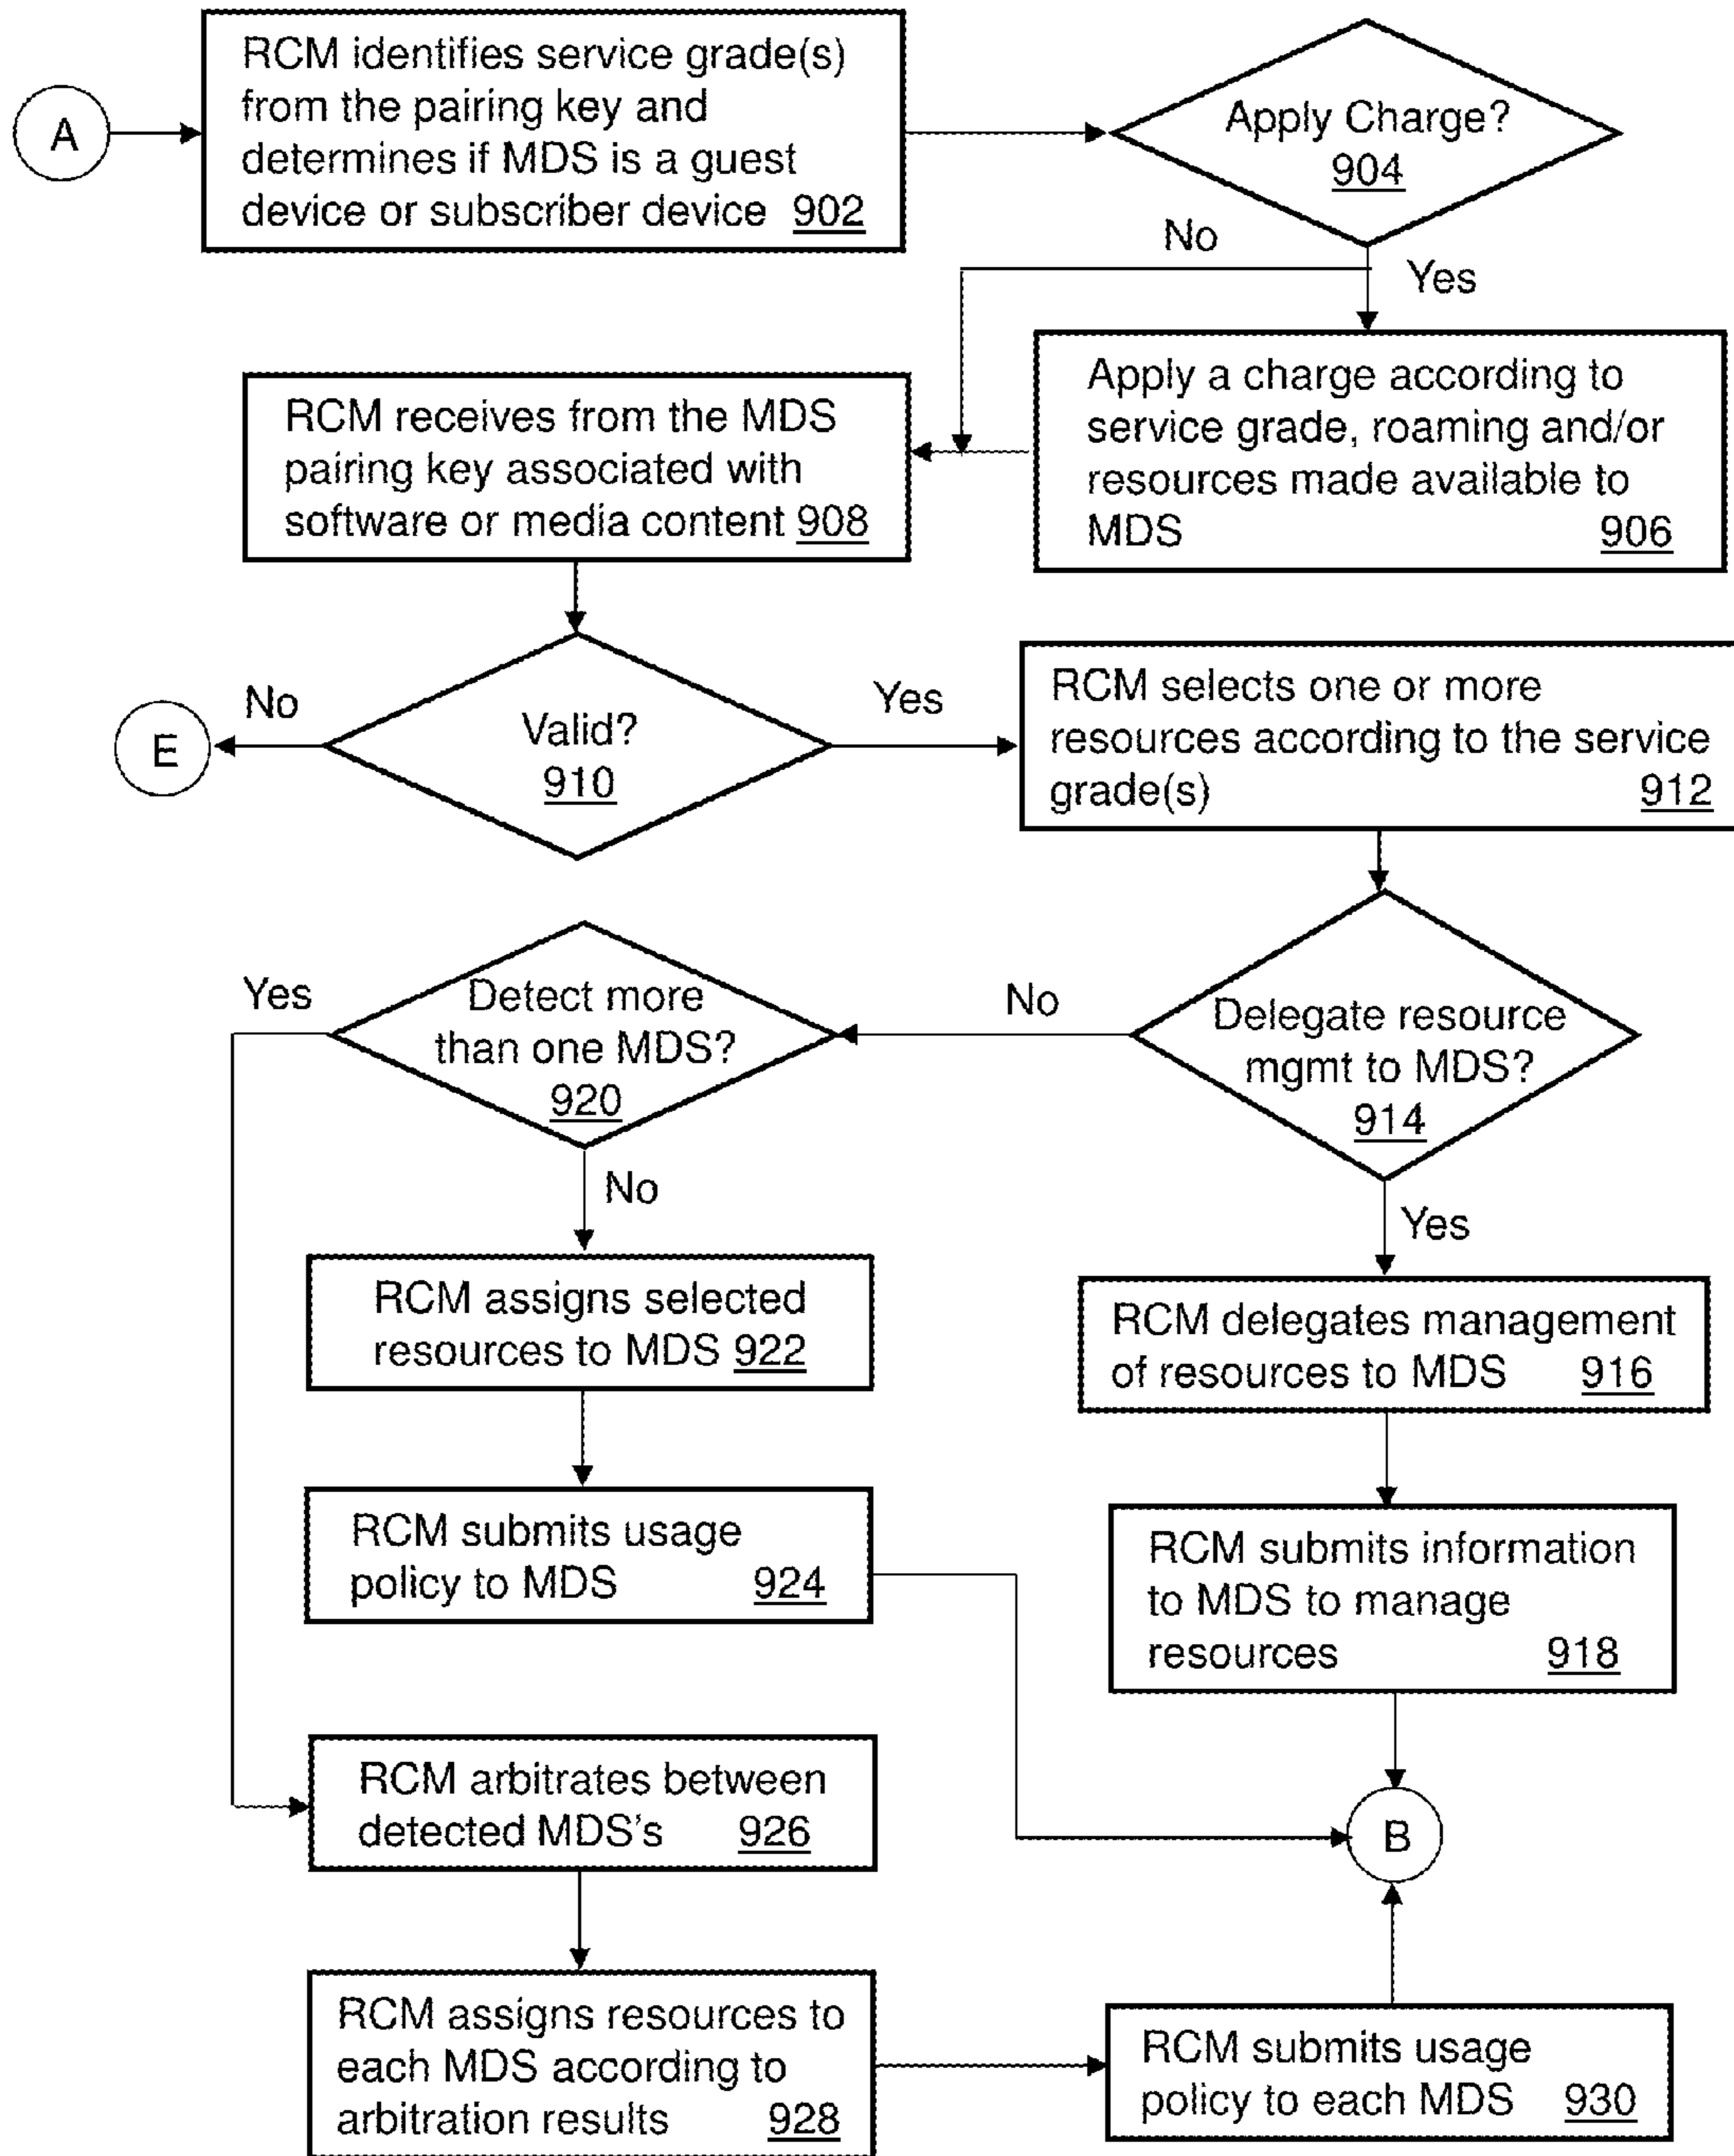 A
RCM identifies service grade(s)
from the pairing key and
determines if MDS is a guest
device or subscriber device 902
Apply Charge?
904
No
Yes
Apply a charge according to
service grade, roaming and/or
resources made available to
MDS 906
RCM receives from the MDS
pairing key associated with
software or media content 908
Valid?
910
No
E
Yes
RCM selects one or more
resources according to the service
grade(s) 912
Delegate resource
mgmt to MDS?
914
No
Yes
Detect more
than one MDS?
920
Yes
No
RCM assigns selected
resources to MDS 922
RCM delegates management
of resources to MDS 916
RCM submits usage
policy to MDS 924
RCM submits information
to MDS to manage
resources 918
RCM arbitrates between
detected MDS's 926
B
RCM assigns resources to
each MDS according to
arbitration results 928
RCM submits usage
policy to each MDS 930